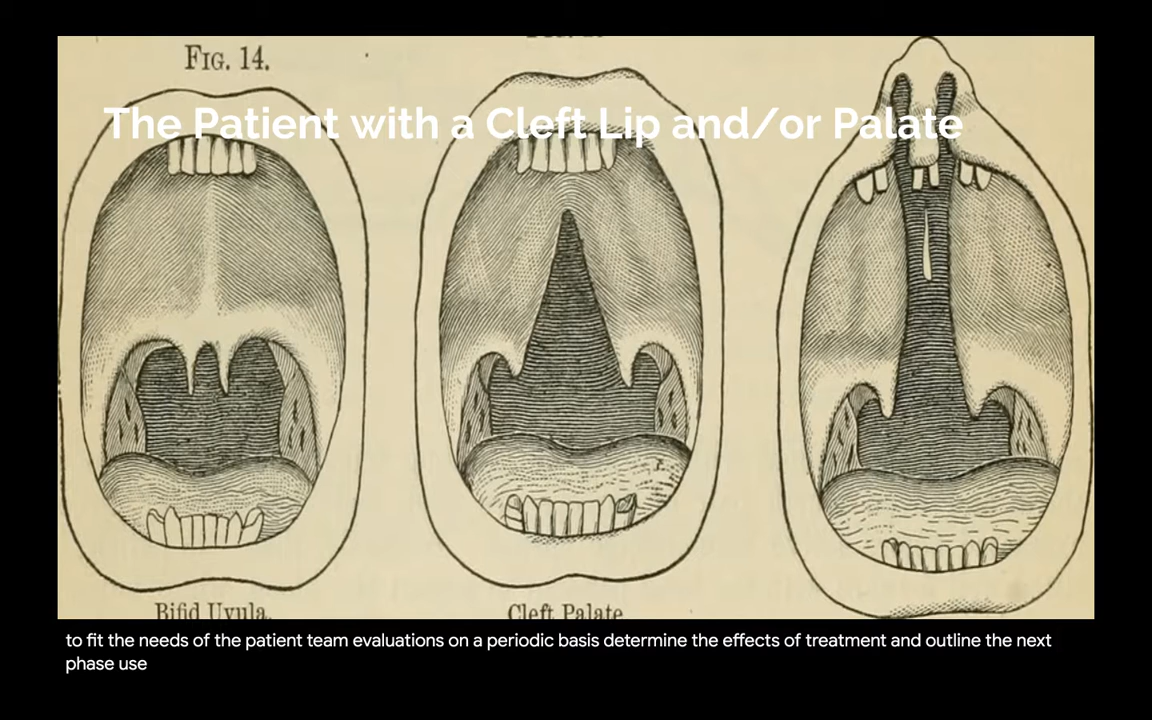 FIG. 14.
The Patient with a Cleft Lip and/or Palate
Bifid Uvula.
Cleft Palate
to fit the needs of the patient team evaluations on a periodic basis determine the effects of treatment and outline the next
phase use